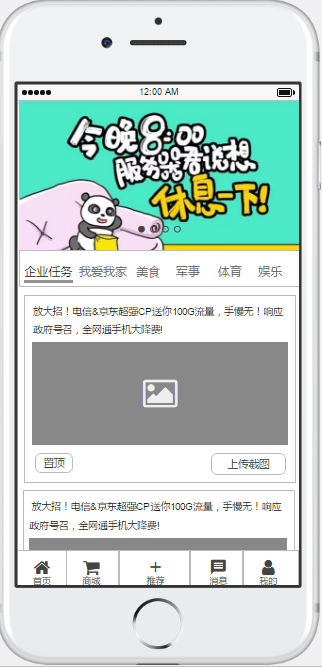 12:00 AM
今晚8:00
服务器君说想
休息一下!
企业任务 我爱我家 美食 军事 体育 娱乐
放大招！电信&京东超强CP送你100G流量，手慢无！响应
政府号召，全网通手机大降费!
置顶 上传截图
放大招！电信&京东超强CP送你100G流量，手慢无！响应
政府号召，全网通手机大降费!
首页 商城 推荐 消息 我的